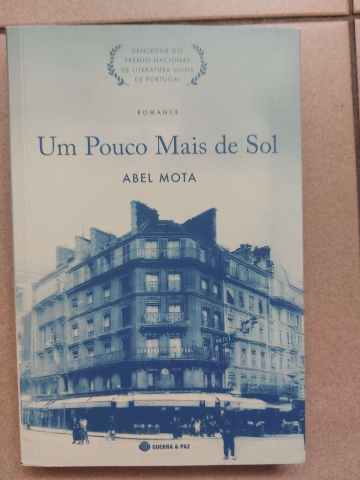 VENCEDOR DO
PRÉMIO NACIONAL
DE LITERATURA LIONS
DE PORTUGAL
ROMANCE
Um Pouco Mais de Sol
ABEL MOTA
GUERRA & PAZ